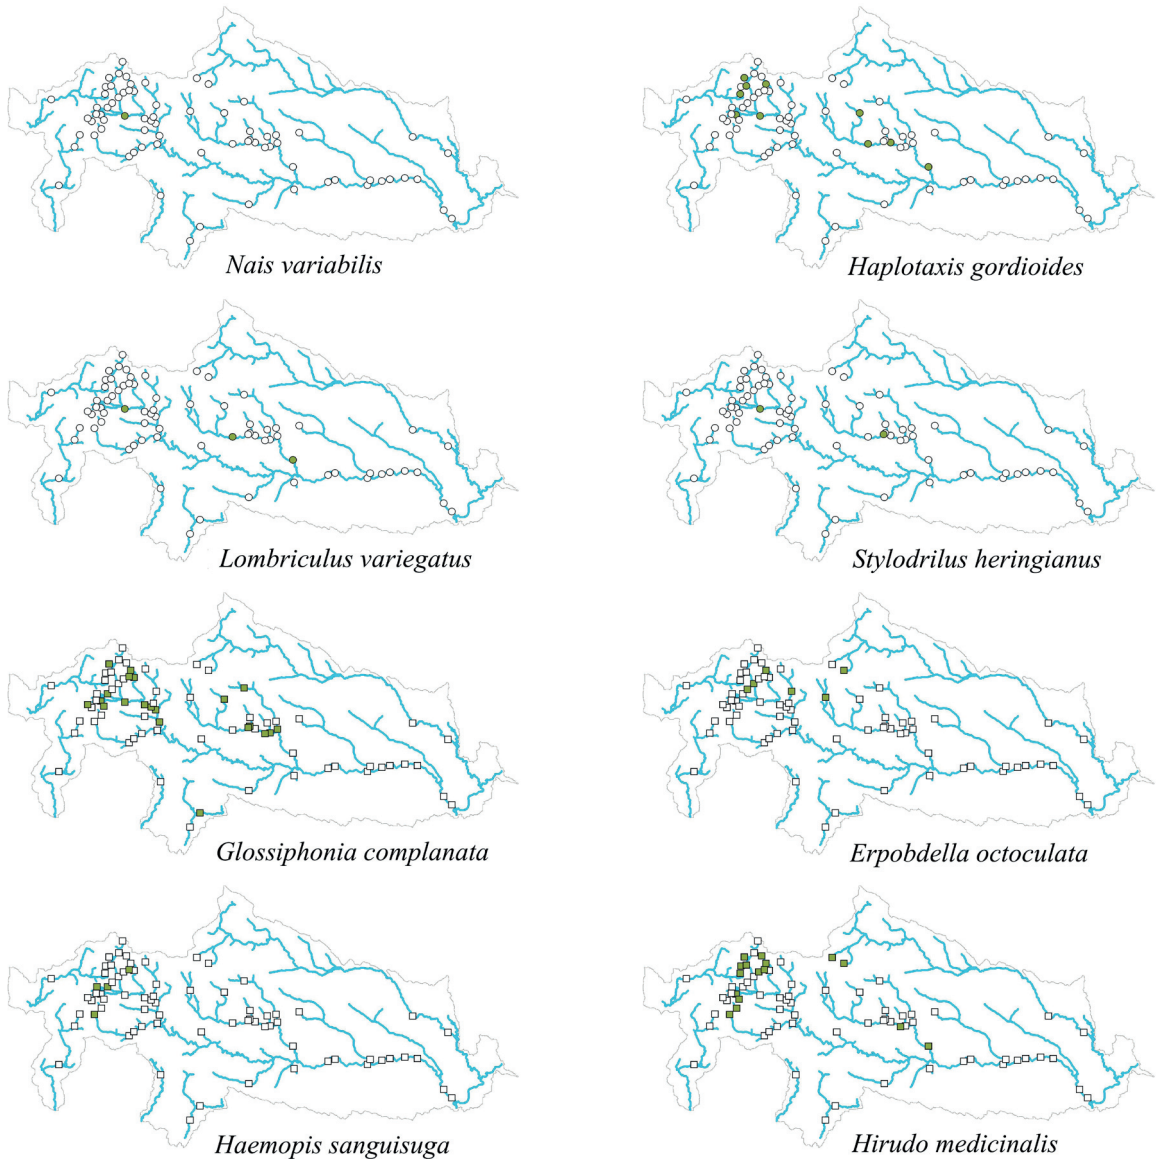 Nais variabilis
Haplotaxis gordioides
Lombriculus variegatus
Stylodrilus heringianus
Glossiphonia complanata
Erpobdella octoculata
Haemopis sanguisuga
Hirudo medicinalis